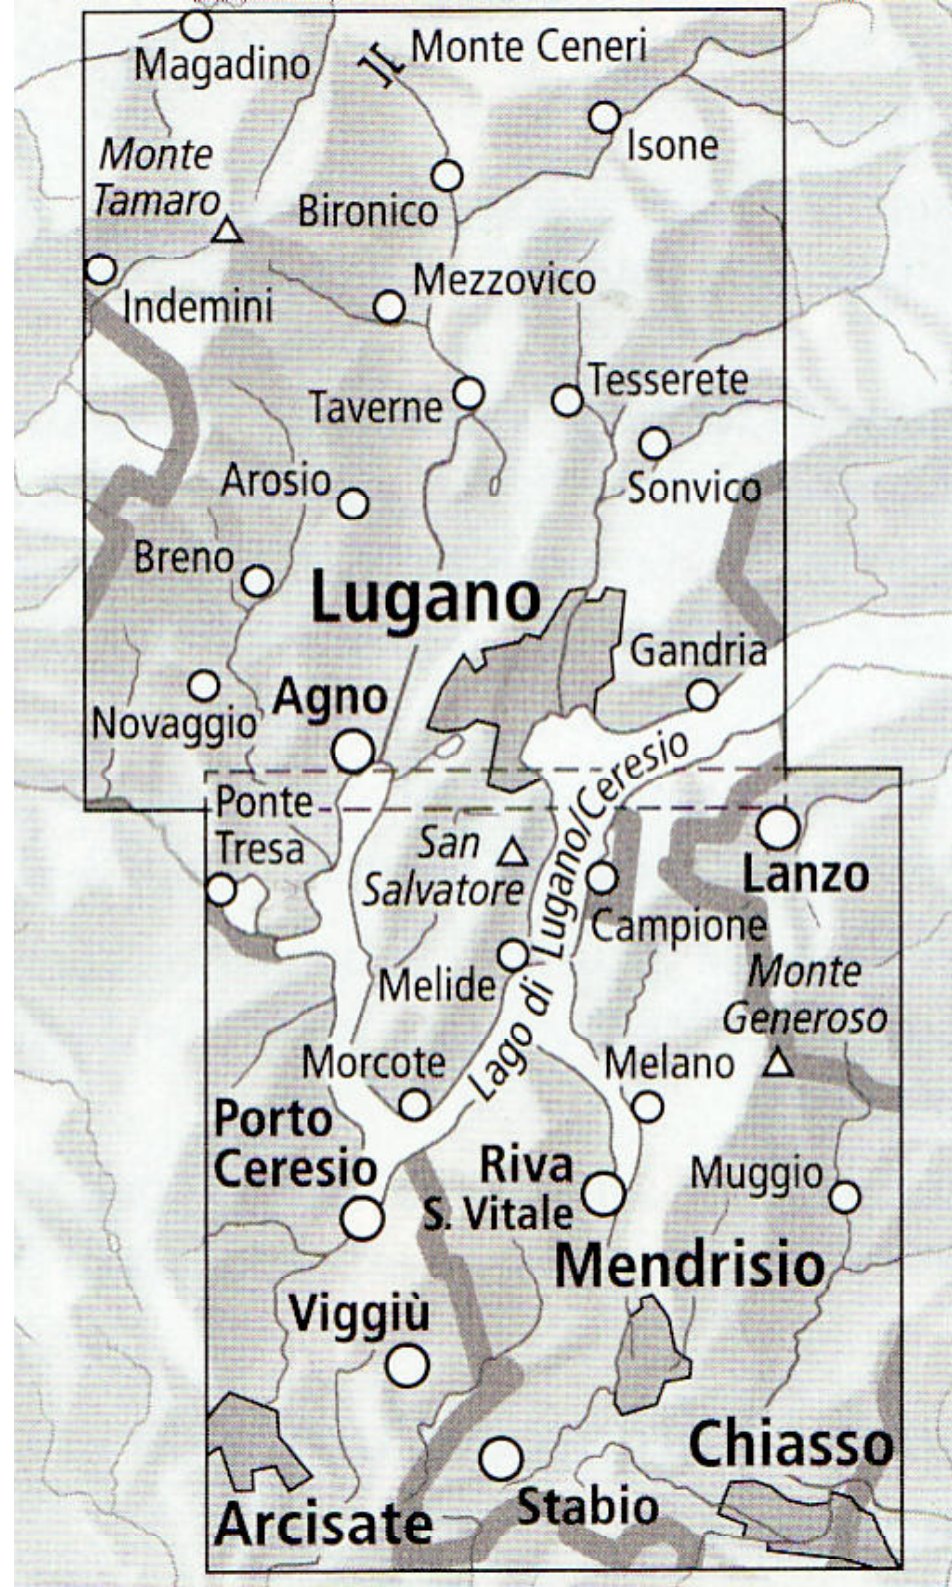 Magadino
Monte Ceneri
Isone
Monte
Tamaro
Bironico
Indemini
Mezzovico
Taverne
Tesserete
Arosio
Sonvico
Breno
Lugano
Gandria
Agno
Novaggio
Ponte
Tresa
Lago di Lugano/Ceresio
San
Salvatore
Lanzo
Campione
Melide
Monte
Generoso
Morcote
Melano
Porto
Ceresio
Riva
S. Vitale
Muggio
Mendrisio
Viggiù
Chiasso
Stabio
Arcisate